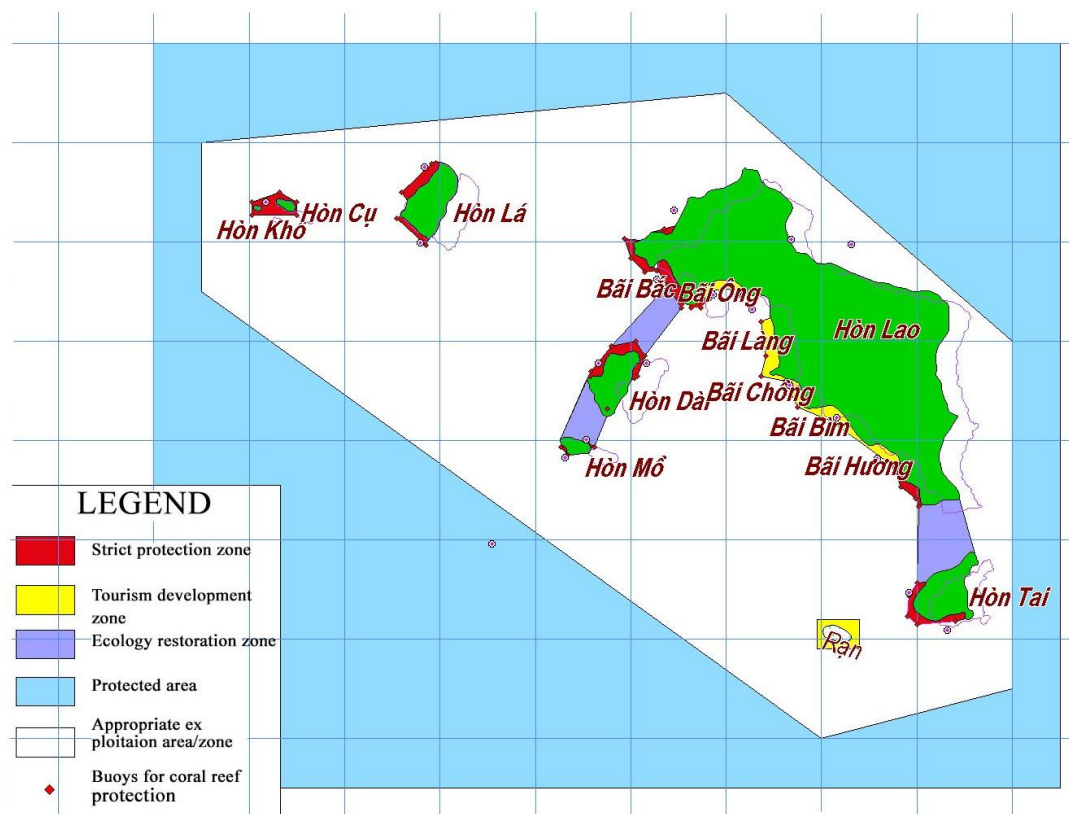 Hòn Cụ
Hòn Lá
Hòn Khô
Bãi Bắc
Bãi Ông
Hòn Lao
Bãi Làng
Bãi Chồng
Hòn Dài
Bãi Bìm
Hòn Mồ
Bãi Hương
Hòn Tai
Rạn
LEGEND
Strict protection zone
Tourism development
zone
Ecology restoration zone
Protected area
Appropriate ex
ploitaion area/zone
Buoys for coral reef
protection